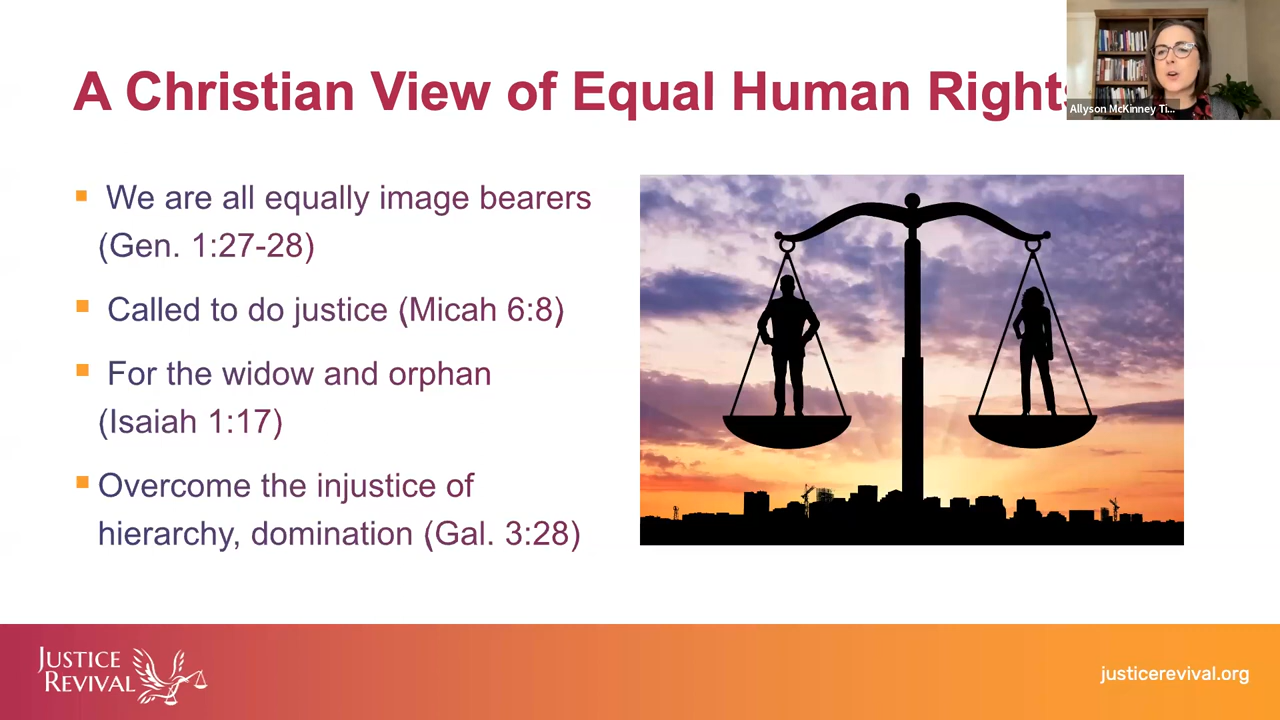 A Christian View of Equal Human Rights
Allyson McKinney Ti...
We are all equally image bearers
(Gen. 1:27-28)
Called to do justice (Micah 6:8)
For the widow and orphan
(Isaiah 1:17)
Overcome the injustice of
hierarchy, domination (Gal. 3:28)
JUSTICE
REVIVAL
justicerevival.org